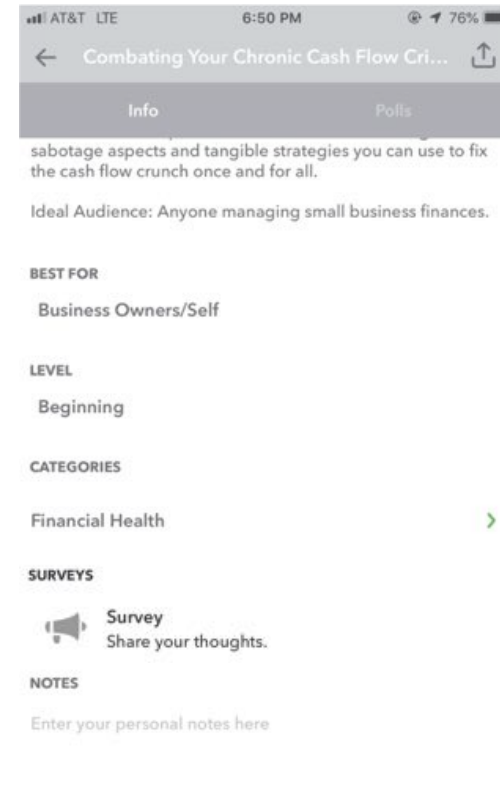 AT&T LTE 6:50 PM 76%
Combating Your Chronic Cash Flow Cri...
Info Polls
sabotage aspects and tangible strategies you can use to fix
the cash flow crunch once and for all.
Ideal Audience: Anyone managing small business finances.
BEST FOR
Business Owners/Self
LEVEL
Beginning
CATEGORIES
Financial Health
SURVEYS
Survey
Share your thoughts.
NOTES
Enter your personal notes here